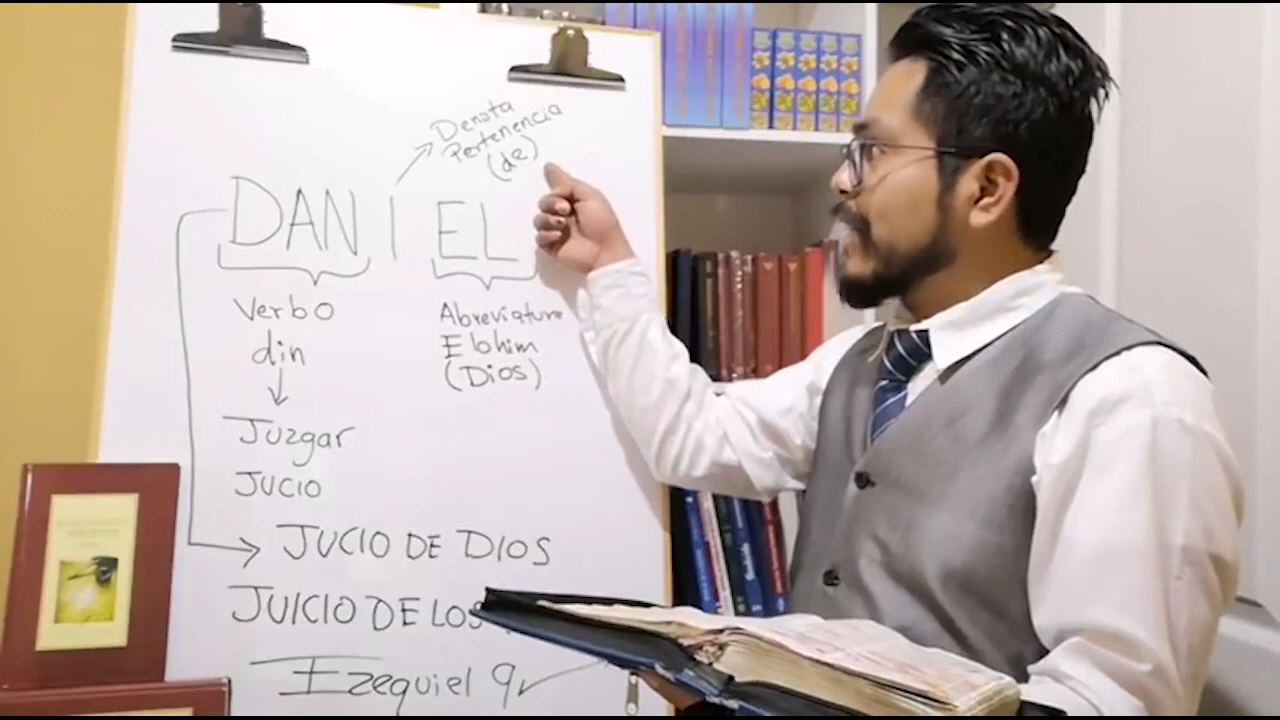 Denota
Pertenencia
(de)
DAN I EL
Verbo
din
Juzgar
JUCIO
Abreviatura
Elohim
(Dios)
JUCIO DE DIOS
JUICIO DE LOS
Ezequiel 9